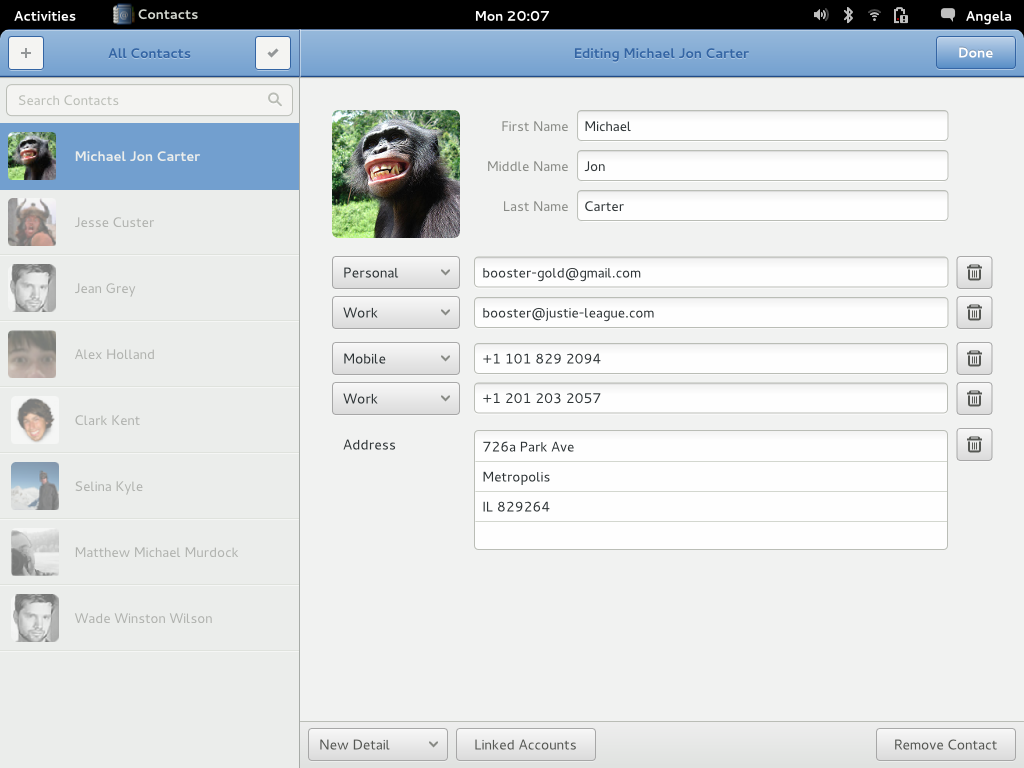 Activities Contacts Mon 20:07 Angela
All Contacts Editing Michael Jon Carter Done
Search Contacts
Michael Jon Carter
Jesse Custer
Jean Grey
Alex Holland
Clark Kent
Selina Kyle
Matthew Michael Murdock
Wade Winston Wilson
First Name Michael
Middle Name Jon
Last Name Carter
Personal booster-gold@gmail.com
Work booster@justie-league.com
Mobile +1 101 829 2094
Work +1 201 203 2057
Address 726a Park Ave
Metropolis
IL 829264
New Detail Linked Accounts Remove Contact